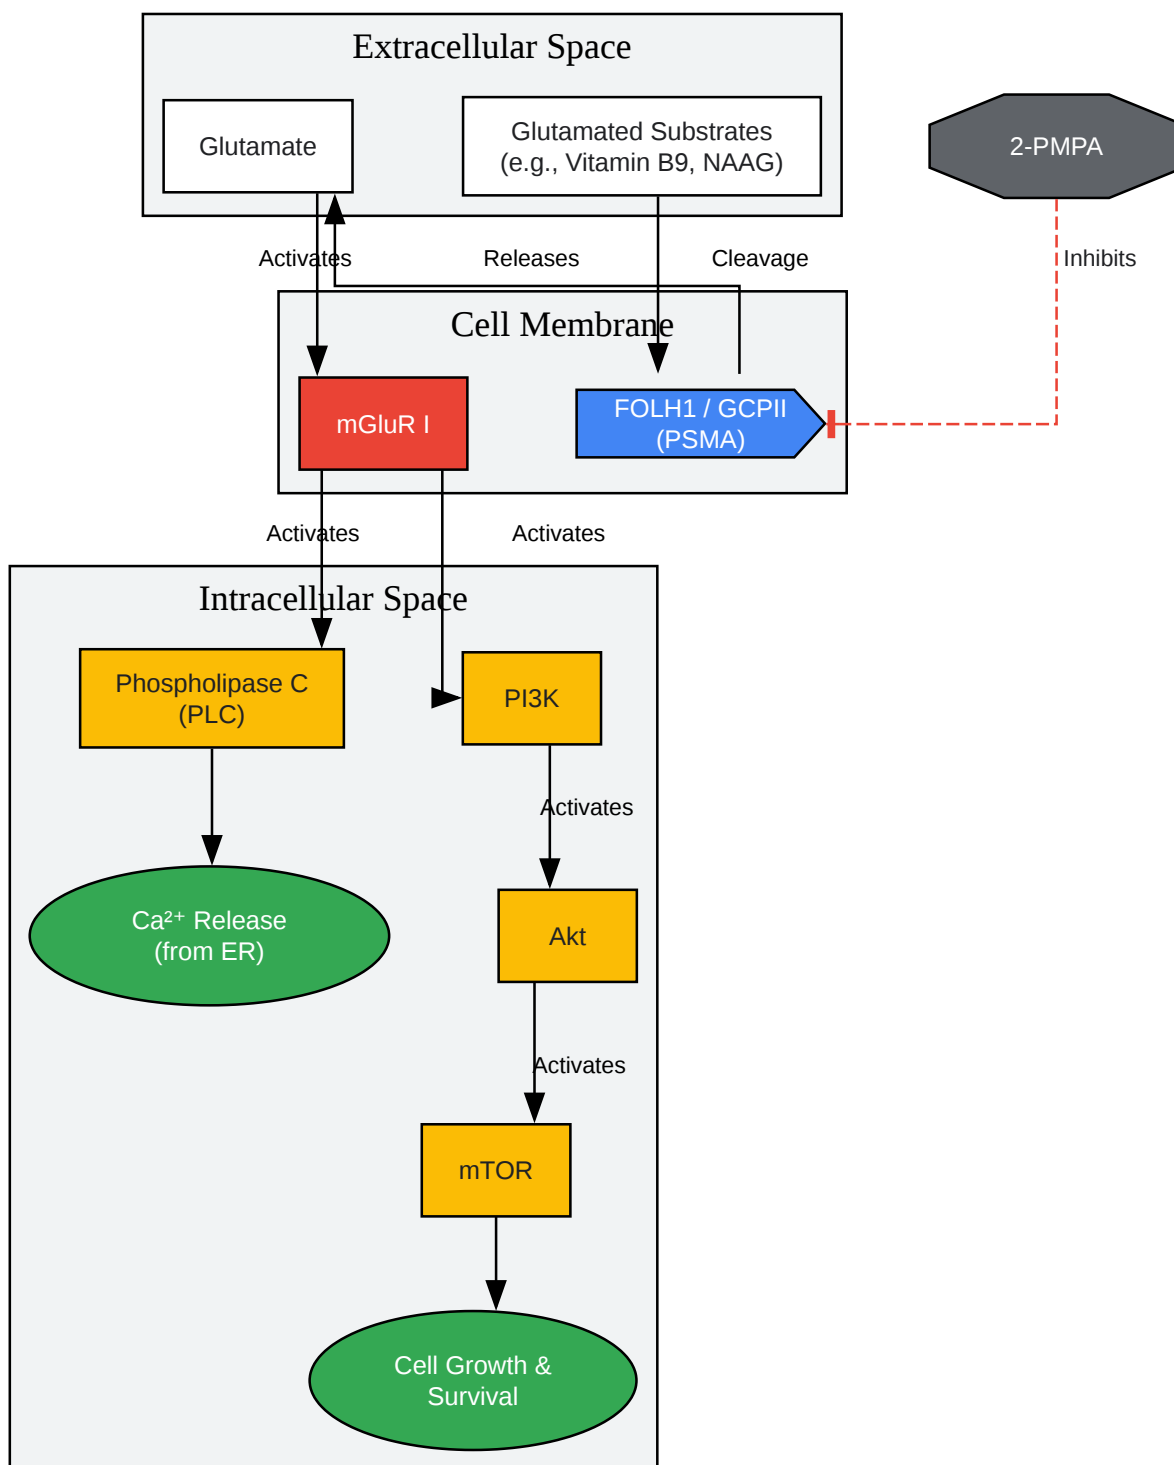 Extracellular Space
Glutamate
Glutamated Substrates
(e.g., Vitamin B9, NAAG)
2-PMPA
Activates
Releases
Cleavage
Inhibits
Cell Membrane
mGluR I
FOLH1 / GCPII
(PSMA)
Activates
Activates
Intracellular Space
Phospholipase C
(PLC)
PI3K
Activates
Ca²⁺ Release
(from ER)
Akt
Activates
mTOR
Cell Growth &
Survival